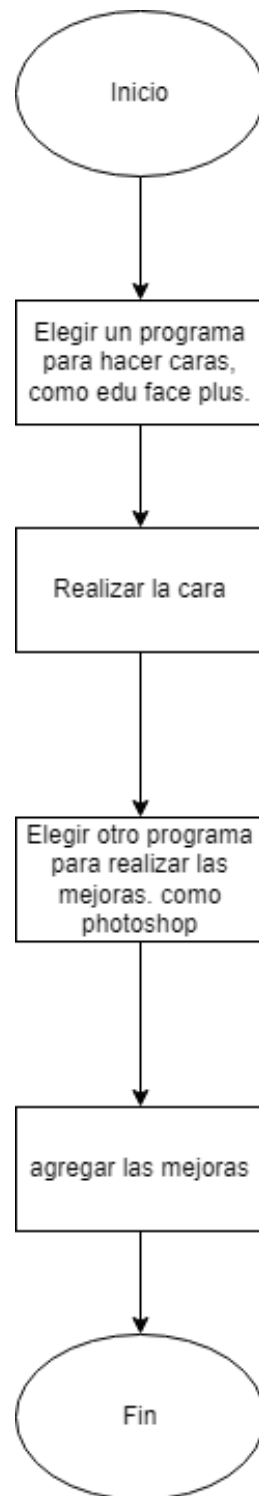 Inicio
Elegir un programa
para hacer caras,
como edu face plus.
Realizar la cara
Elegir otro programa
para realizar las
mejoras. como
photoshop
agregar las mejoras
Fin